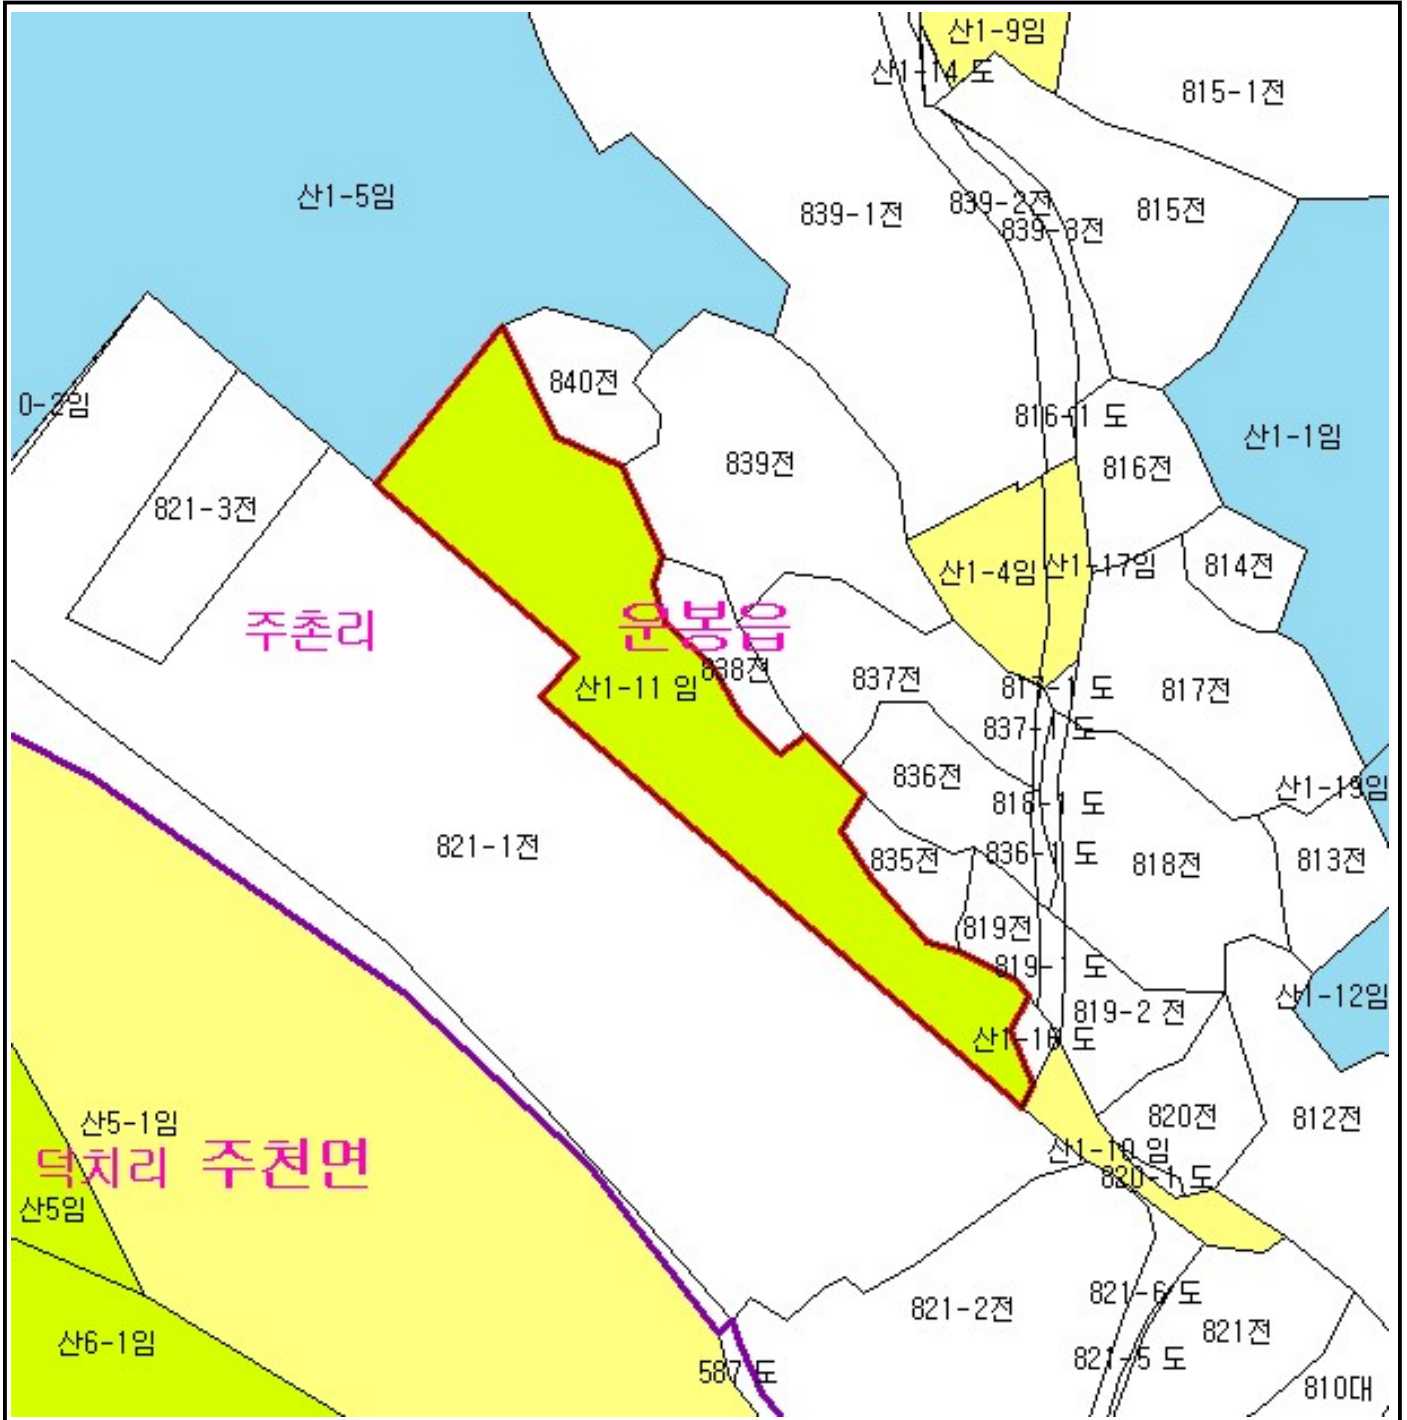 산1-9임
산1-14 도
815-1전
산1-5임
839-2전
815전
839-1전
839-3전
840전
0-2임
816-1 도
산1-1임
839전
816전
821-3전
산1-4임
산1-17임
814전
주촌리
운봉읍
838전
837전
산1-11 임
817-1 도
817전
837-1 도
836전
산1-19임
818-1 도
821-1전
835전
836-1 도
818전
813전
819전
819-1 도
산1-12임
819-2 전
산1-18 도
820전
812전
산5-1임
산1-10 임
덕치리
주천면
820-1 도
산5임
821-6 도
821-2전
821전
산6-1임
821-5 도
587 도
810대